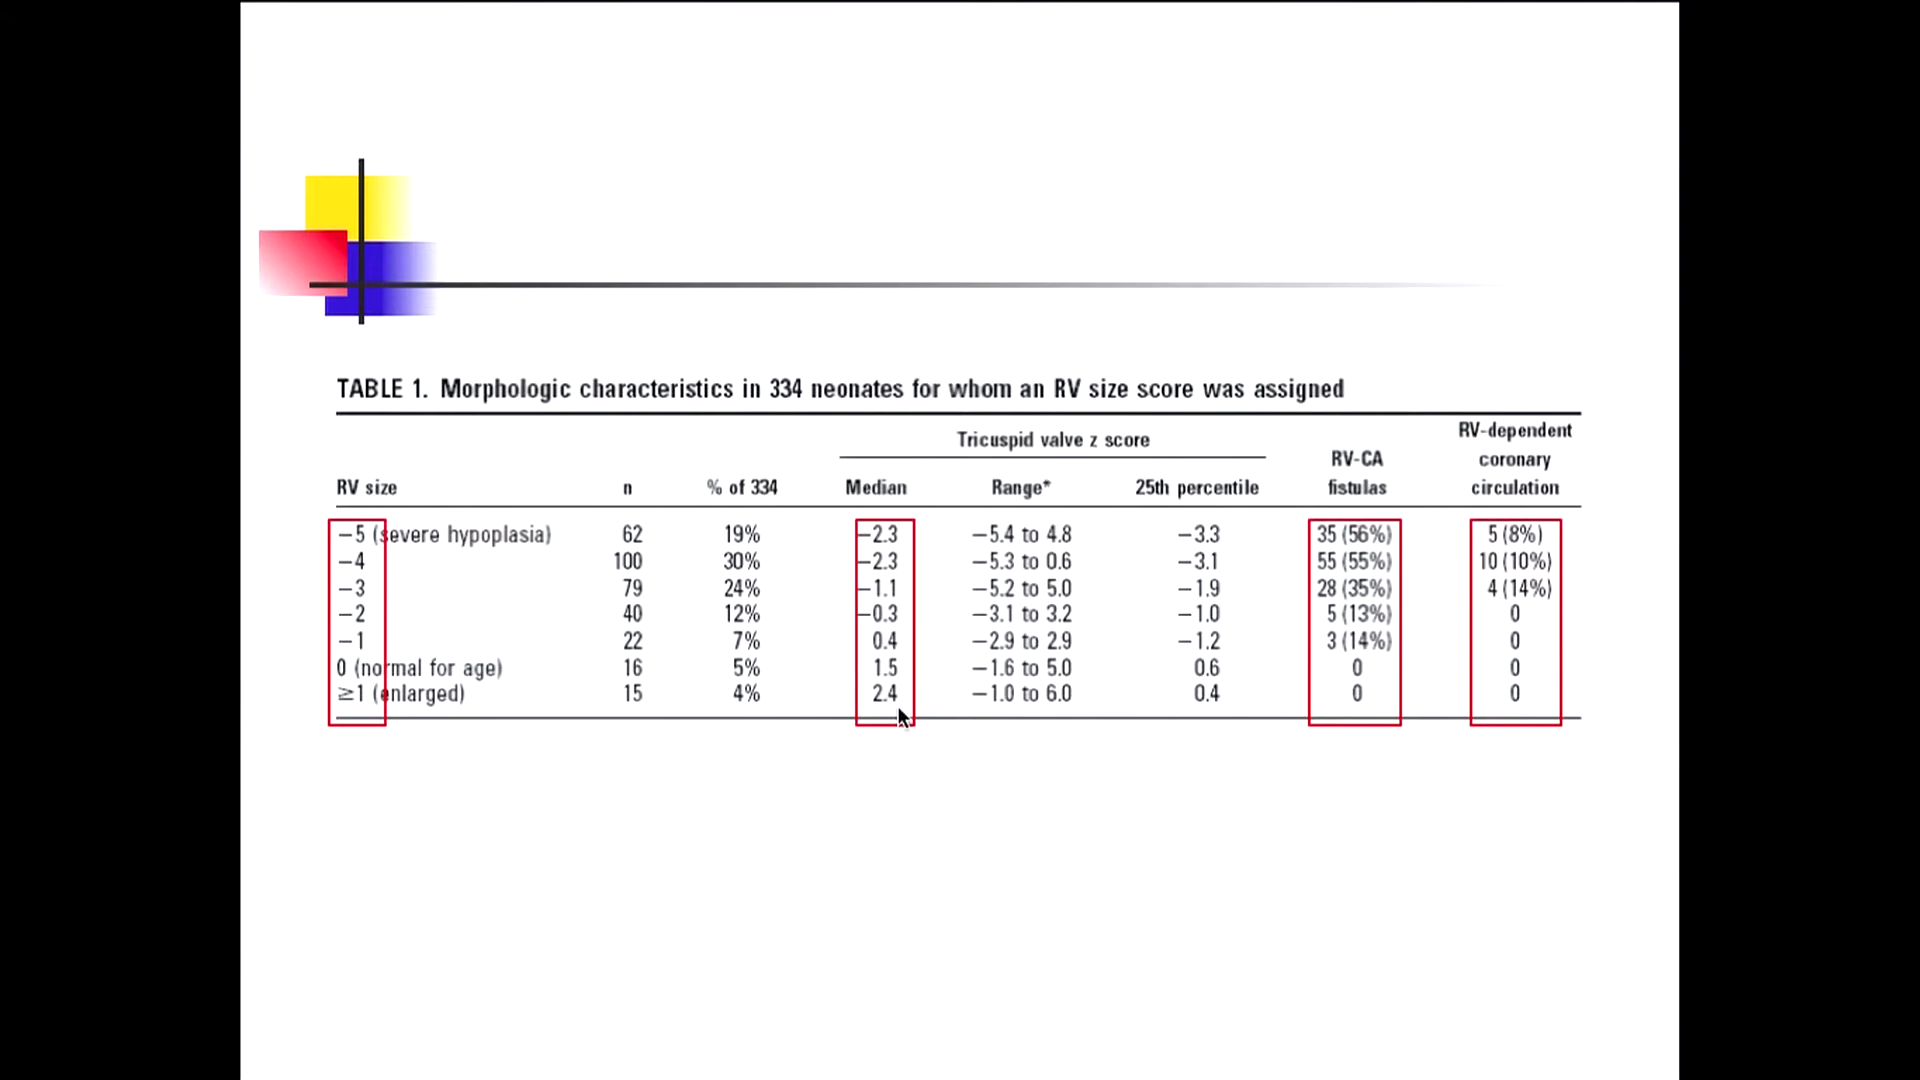 TABLE 1. Morphologic characteristics in 334 neonates for whom an RV size score was assigned
Tricuspid valve z score
RV-dependent
RV-CA coronary
RV size n % of 334 Median Range* 25th percentile fistulas circulation
−5 (severe hypoplasia) 62 19% −2.3 −5.4 to 4.8 −3.3 35 (56%) 5 (8%)
−4 100 30% −2.3 −5.3 to 0.6 −3.1 55 (55%) 10 (10%)
−3 79 24% −1.1 −5.2 to 5.0 −1.9 28 (35%) 4 (14%)
−2 40 12% −0.3 −3.1 to 3.2 −1.0 5 (13%) 0
−1 22 7% 0.4 −2.9 to 2.9 −1.2 3 (14%) 0
0 (normal for age) 16 5% 1.5 −1.6 to 5.0 0.6 0 0
≥1 (enlarged) 15 4% 2.4 −1.0 to 6.0 0.4 0 0